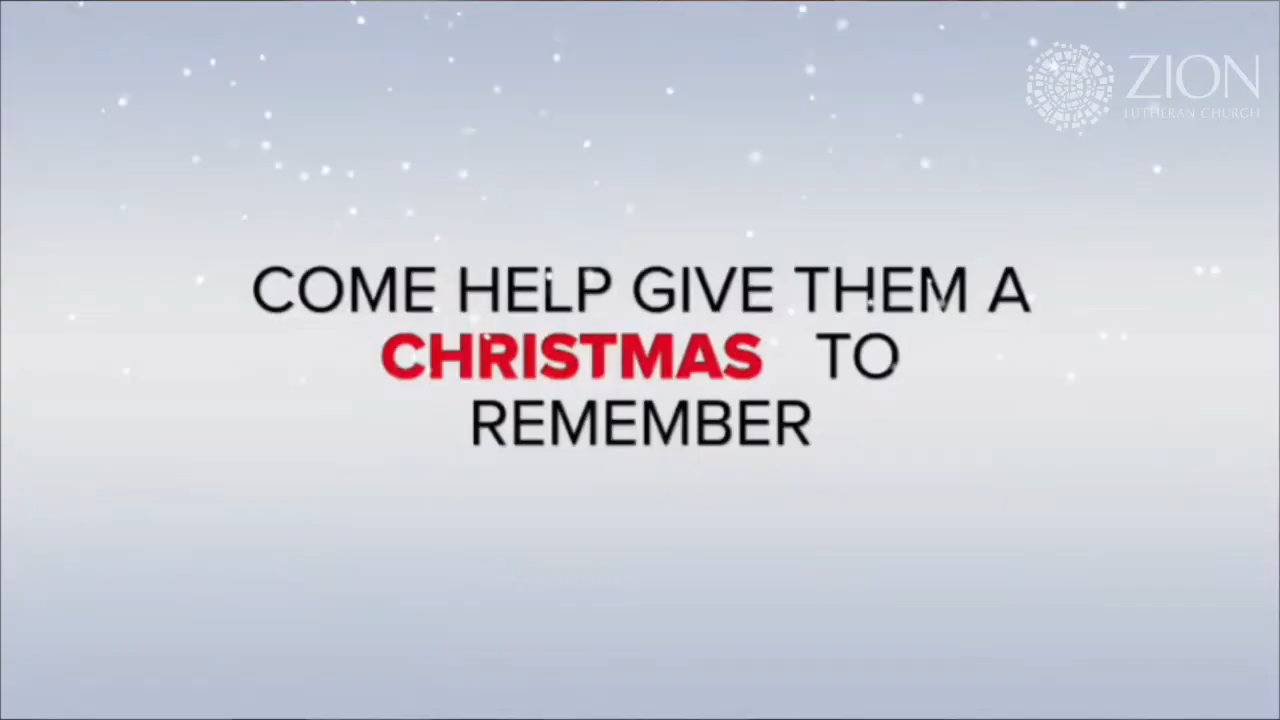 ZION
LUTHERAN CHURCH
COME HELP GIVE THEM A
CHRISTMAS TO
REMEMBER